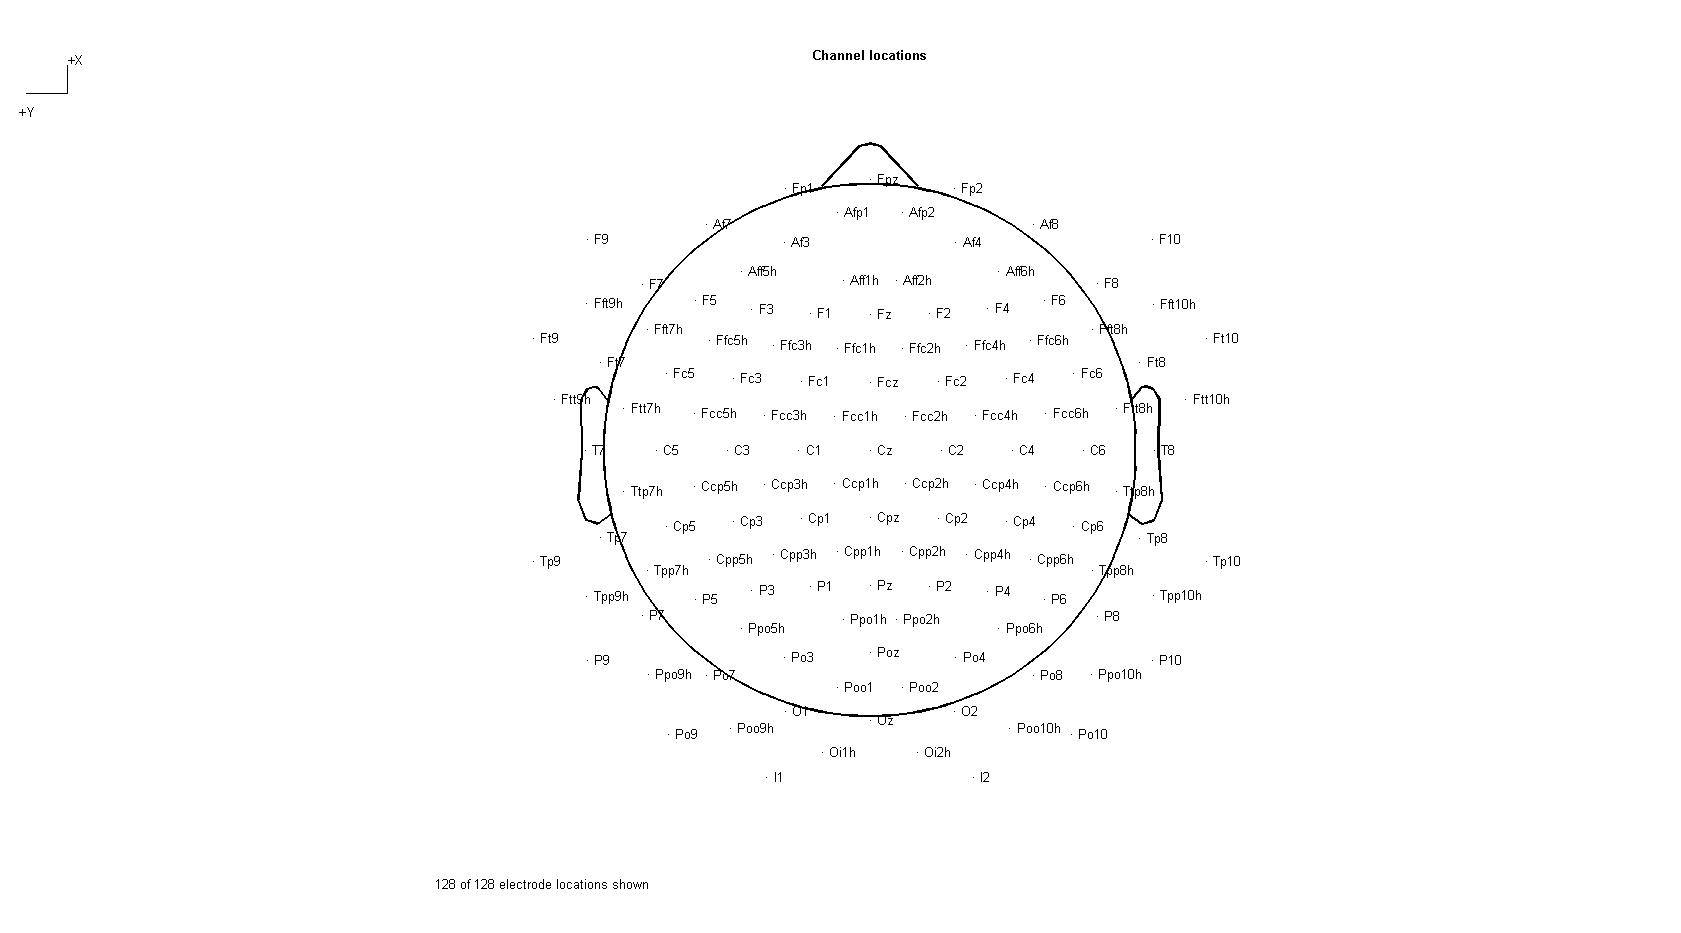 Channel locations
+X
+Y
Fp1 Fpz Fp2
Afp1 Afp2
Af7 Af8
F9 Af3 Af4 F10
Aff5h Aff6h
Aff1h Aff2h
F7 F8
F5 F6
Fft9h F3 F4 Fft10h
F1 Fz F2
Fft7h Fft8h
Ft9 Ffc5h Ffc3h Ffc1h Ffc2h Ffc4h Ffc6h Ft10
Ft7 Ft8
Fc5 Fc3 Fc1 Fcz Fc2 Fc4 Fc6
Ftt9h Ftt10h
Ftt7h Fcc5h Fcc3h Fcc1h Fcc2h Fcc4h Fcc6h Ftt8h
T7 C5 C3 C1 Cz C2 C4 C6 T8
Ttp7h Ccp5h Ccp3h Ccp1h Ccp2h Ccp4h Ccp6h Ttp8h
Cp5 Cp3 Cp1 Cpz Cp2 Cp4 Cp6
Tp7 Tp8
Tp9 Cpp5h Cpp3h Cpp1h Cpp2h Cpp4h Cpp6h Tp10
Tpp7h Tpp8h
Tpp9h P5 P3 P1 Pz P2 P4 P6 Tpp10h
P7 Ppo1h Ppo2h P8
Ppo5h Ppo6h
P9 Po3 Poz Po4 P10
Ppo9h Po7 Po8 Ppo10h
Poo1 Poo2
O1 Oz O2
Po9 Poo9h Poo10h Po10
Oi1h Oi2h
I1 I2
128 of 128 electrode locations shown